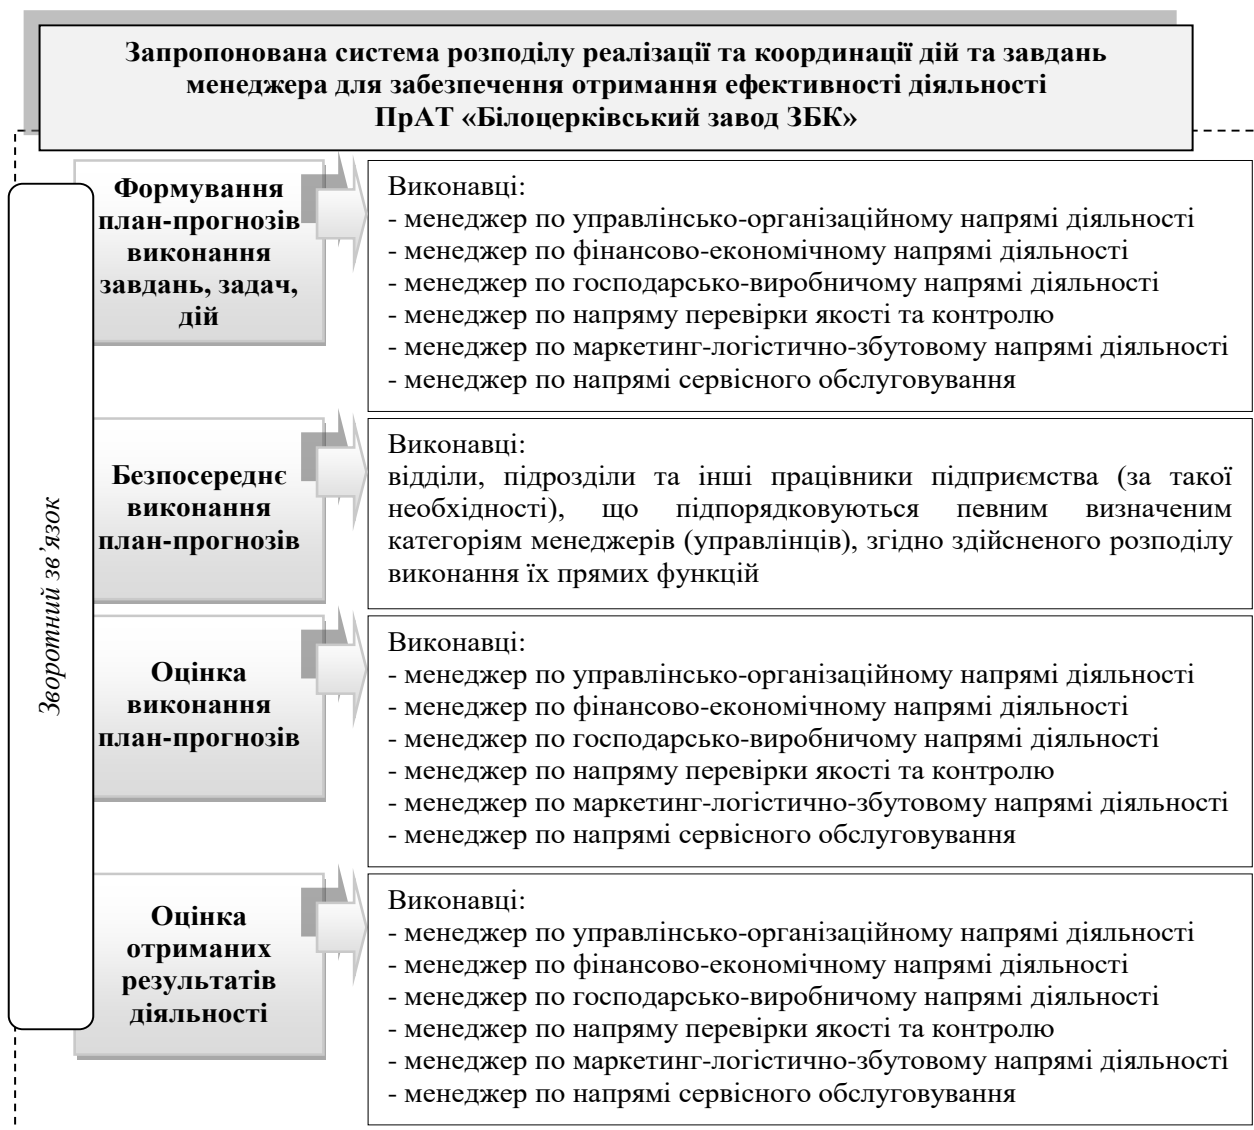 Запропонована система розподілу реалізації та координації дій та завдань
менеджера для забезпечення отримання ефективності діяльності
ПрАТ «Білоцерківський завод ЗБК»
Зворотний зв’язок
Формування
план-прогнозів
виконання
завдань, задач,
дій
Виконавці:
- менеджер по управлінсько-організаційному напрямі діяльності
- менеджер по фінансово-економічному напрямі діяльності
- менеджер по господарсько-виробничому напрямі діяльності
- менеджер по напряму перевірки якості та контролю
- менеджер по маркетинг-логістично-збутовому напрямі діяльності
- менеджер по напрямі сервісного обслуговування
Безпосереднє
виконання
план-прогнозів
Виконавці:
відділи, підрозділи та інші працівники підприємства (за такої
необхідності), що підпорядковуються певним визначеним
категоріям менеджерів (управлінців), згідно здійсненого розподілу
виконання їх прямих функцій
Оцінка
виконання
план-прогнозів
Виконавці:
- менеджер по управлінсько-організаційному напрямі діяльності
- менеджер по фінансово-економічному напрямі діяльності
- менеджер по господарсько-виробничому напрямі діяльності
- менеджер по напряму перевірки якості та контролю
- менеджер по маркетинг-логістично-збутовому напрямі діяльності
- менеджер по напрямі сервісного обслуговування
Оцінка
отриманих
результатів
діяльності
Виконавці:
- менеджер по управлінсько-організаційному напрямі діяльності
- менеджер по фінансово-економічному напрямі діяльності
- менеджер по господарсько-виробничому напрямі діяльності
- менеджер по напряму перевірки якості та контролю
- менеджер по маркетинг-логістично-збутовому напрямі діяльності
- менеджер по напрямі сервісного обслуговування